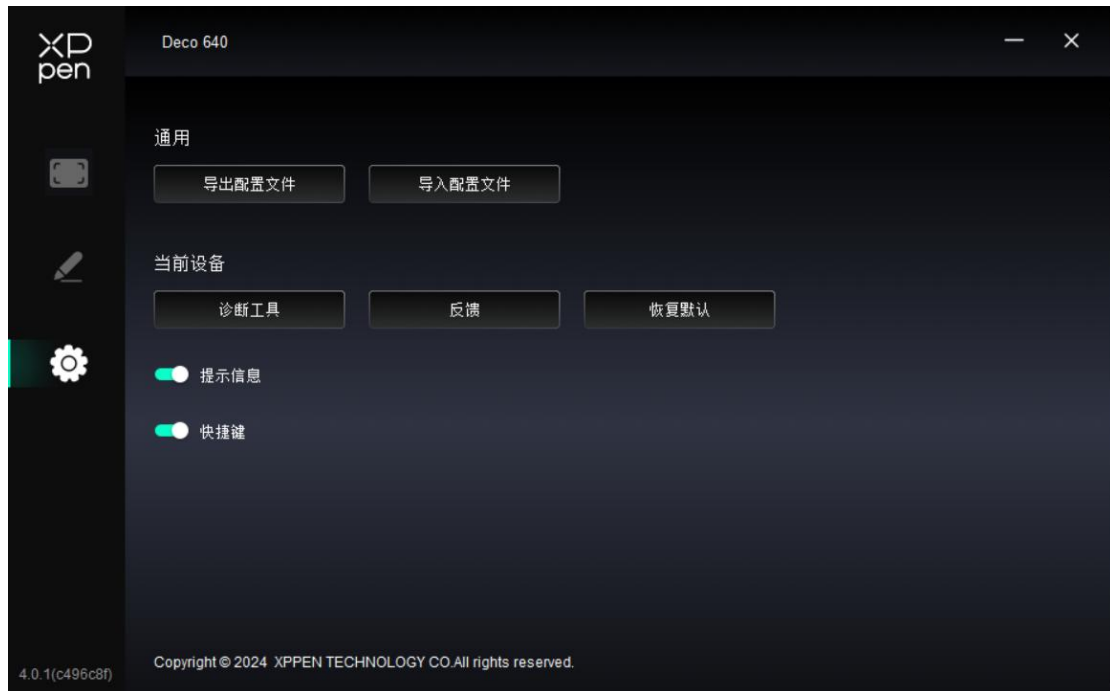 XP
pen
Deco 640
通用
导出配置文件
导入配置文件
当前设备
诊断工具
反馈
恢复默认
提示信息
快捷键
4.0.1(c496c8f)
Copyright © 2024 XPPEN TECHNOLOGY CO.All rights reserved.